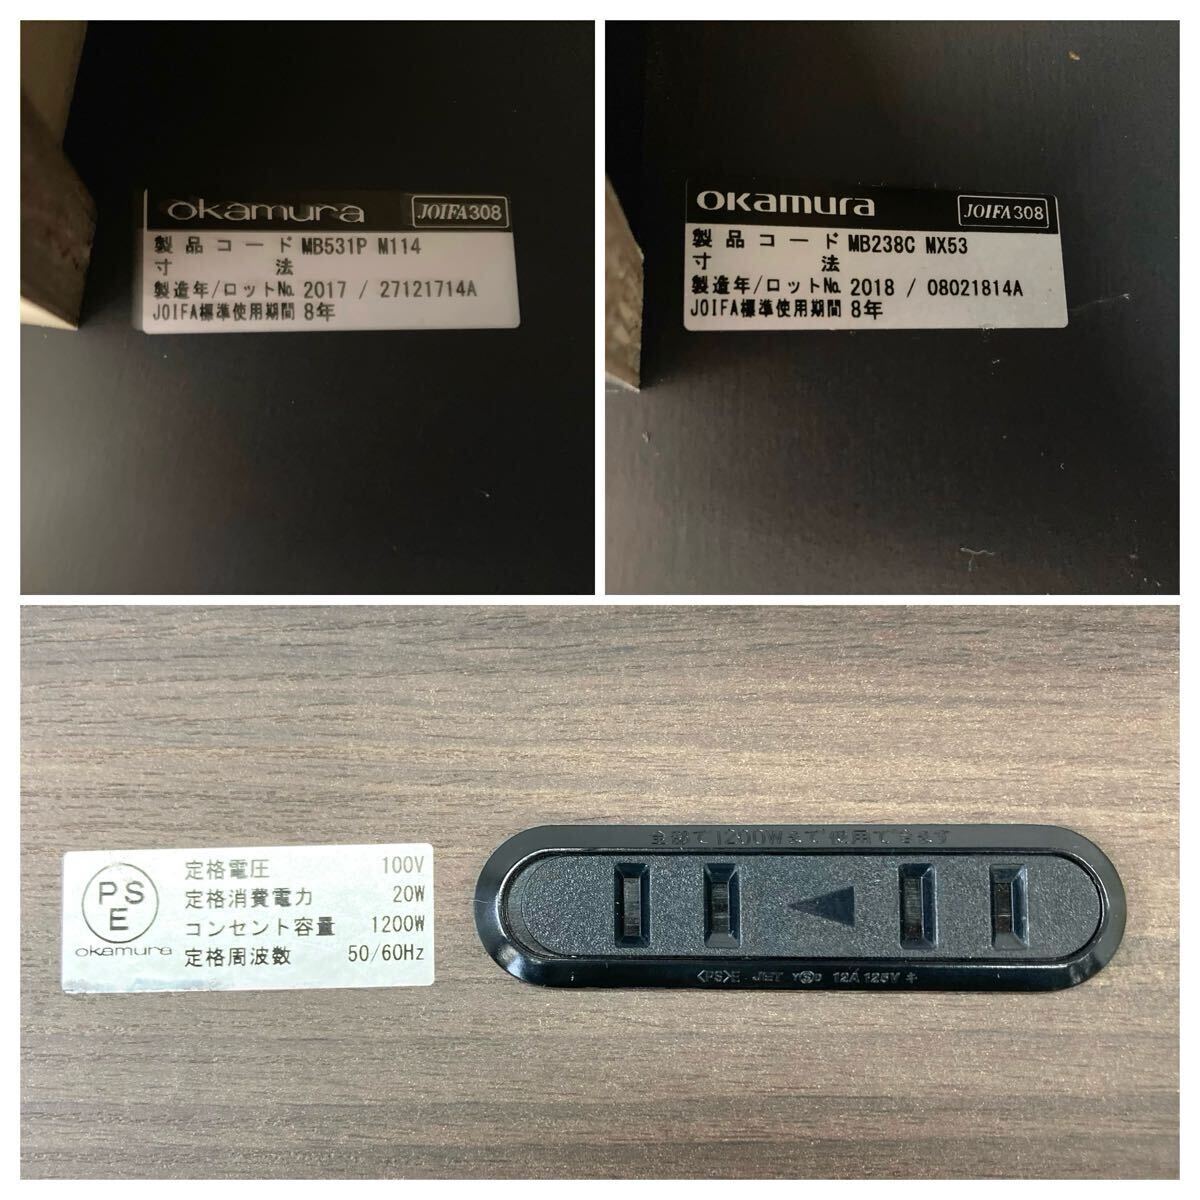 okamura JOIFA308
製品コード MB531P M114
寸法
製造年/ロットNo. 2017 / 27121714A
JOIFA標準使用期間 8年
okamura JOIFA308
製品コード MB238C MX53
寸法
製造年/ロットNo. 2018 / 08021814A
JOIFA標準使用期間 8年
PS
E
okamura
定格電圧 100V
定格消費電力 20W
コンセント容量 1200W
定格周波数 50/60Hz
全部で1200Wまで使用できます
<PS>E JET 12A 125V